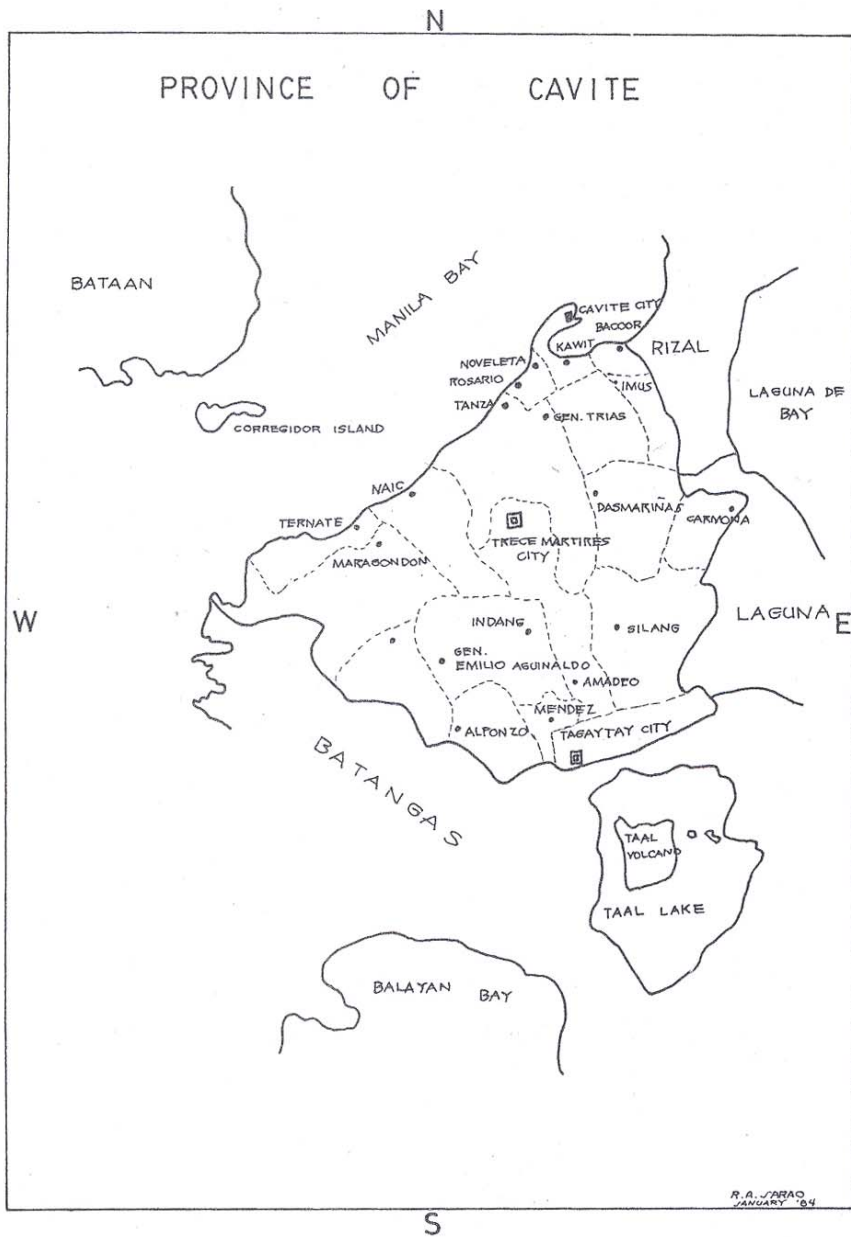 N
PROVINCE OF CAVITE
BATAAN
MANILA BAY
CAVITE CITY
BACOOR
KAWIT
RIZAL
NOVELETA
ROSARIO
IMUS
TANZA
GEN. TRIAS
LAGUNA DE
BAY
CORREGIDOR ISLAND
NAIC
DASMARIÑAS
CARMONA
TERNATE
TRECE MARTIRES
CITY
MARAGONDON
W
INDANG
SILANG
LAGUNA
E
GEN.
EMILIO AGUINALDO
AMADEO
MENDEZ
ALFONZO
TAGAYTAY CITY
BATANGAS
TAAL
VOLCANO
TAAL LAKE
BALAYAN BAY
R.A. SARAO
JANUARY '84
S